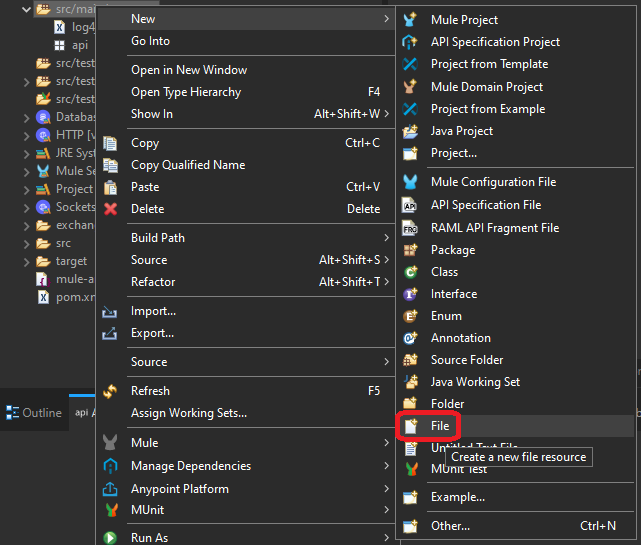 src/mai
log4
api
src/test
src/test
src/test
Databas
HTTP [v
JRE Syst
Mule Se
Project
Sockets
exchan
src
target
mule-a
pom.xm
Outline
api
New
Go Into
Open in New Window
Open Type Hierarchy F4
Show In Alt+Shift+W
Copy Ctrl+C
Copy Qualified Name
Paste Ctrl+V
Delete Delete
Build Path
Source Alt+Shift+S
Refactor Alt+Shift+T
Import...
Export...
Source
Refresh F5
Assign Working Sets...
Mule
Manage Dependencies
Anypoint Platform
MUnit
Run As
Mule Project
API Specification Project
Project from Template
Mule Domain Project
Project from Example
Java Project
Project...
Mule Configuration File
API Specification File
RAML API Fragment File
Package
Class
Interface
Enum
Annotation
Source Folder
Java Working Set
Folder
File
Untitled Text File
Create a new file resource
MUnit Test
Example...
Other... Ctrl+N